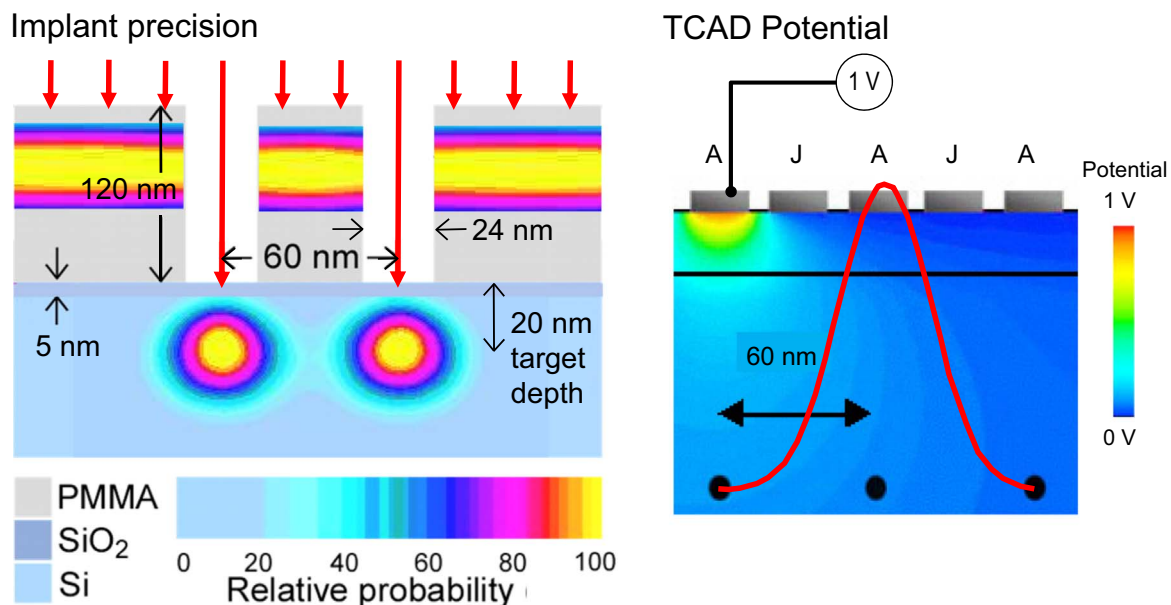 Implant precision
120 nm
24 nm
60 nm
5 nm
20 nm
target
depth
PMMA
SiO₂
Si
0 20 40 60 80 100
Relative probability
TCAD Potential
1 V
A J A J A
Potential
1 V
0 V
60 nm